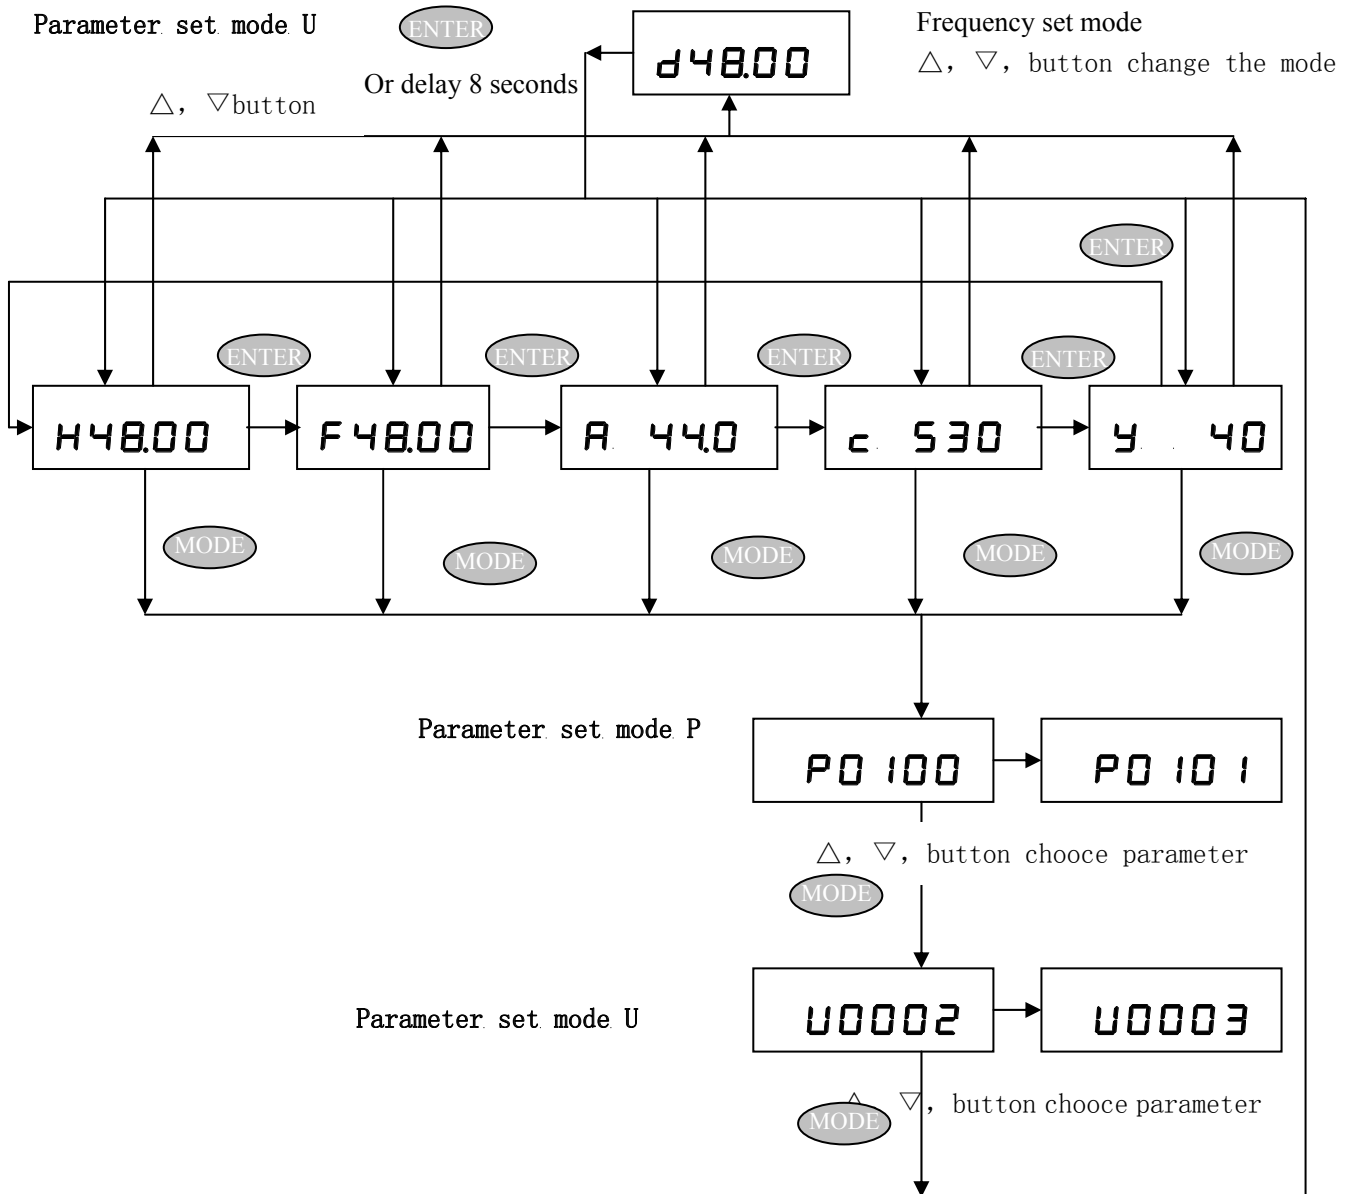 Parameter set mode U
ENTER
d48.00
Frequency set mode
△, ▽, button change the mode
Or delay 8 seconds
△, ▽button
ENTER
ENTER
ENTER
ENTER
ENTER
H48.00
F48.00
A 44.0
c 530
y 40
MODE
MODE
MODE
MODE
MODE
Parameter set mode P
P0100
P0101
△, ▽, button chooce parameter
MODE
Parameter set mode U
U0002
U0003
△, ▽, button chooce parameter
MODE